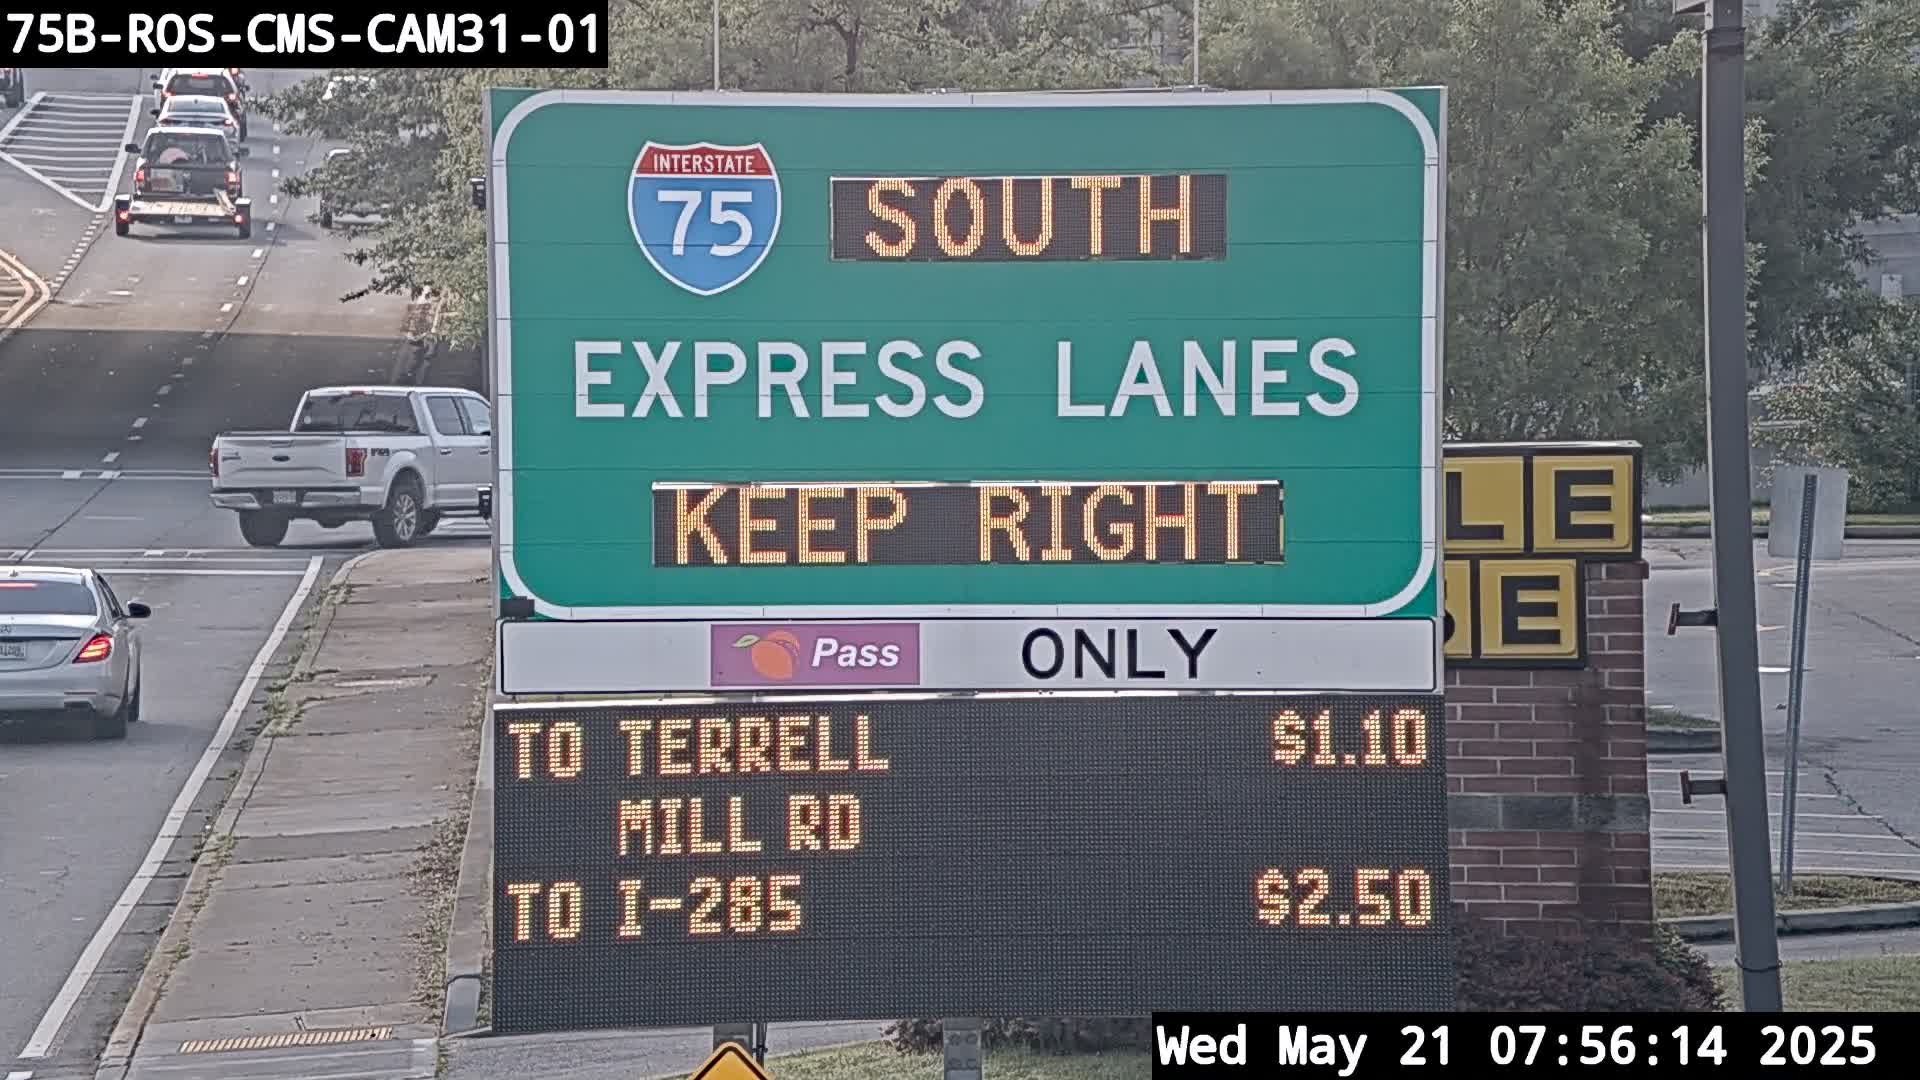 75B-ROS-CMS-CAM31-01
INTERSTATE
75
SOUTH
EXPRESS LANES
KEEP RIGHT
Pass ONLY
LE
E
TO TERRELL $1.10
MILL RD
TO I-285 $2.50
Wed May 21 07:56:14 2025